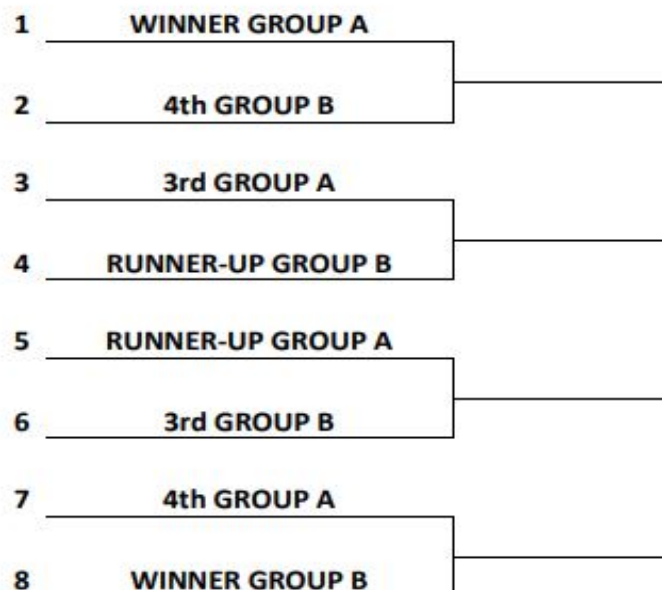 1 WINNER GROUP A
2 4th GROUP B
3 3rd GROUP A
4 RUNNER-UP GROUP B
5 RUNNER-UP GROUP A
6 3rd GROUP B
7 4th GROUP A
8 WINNER GROUP B